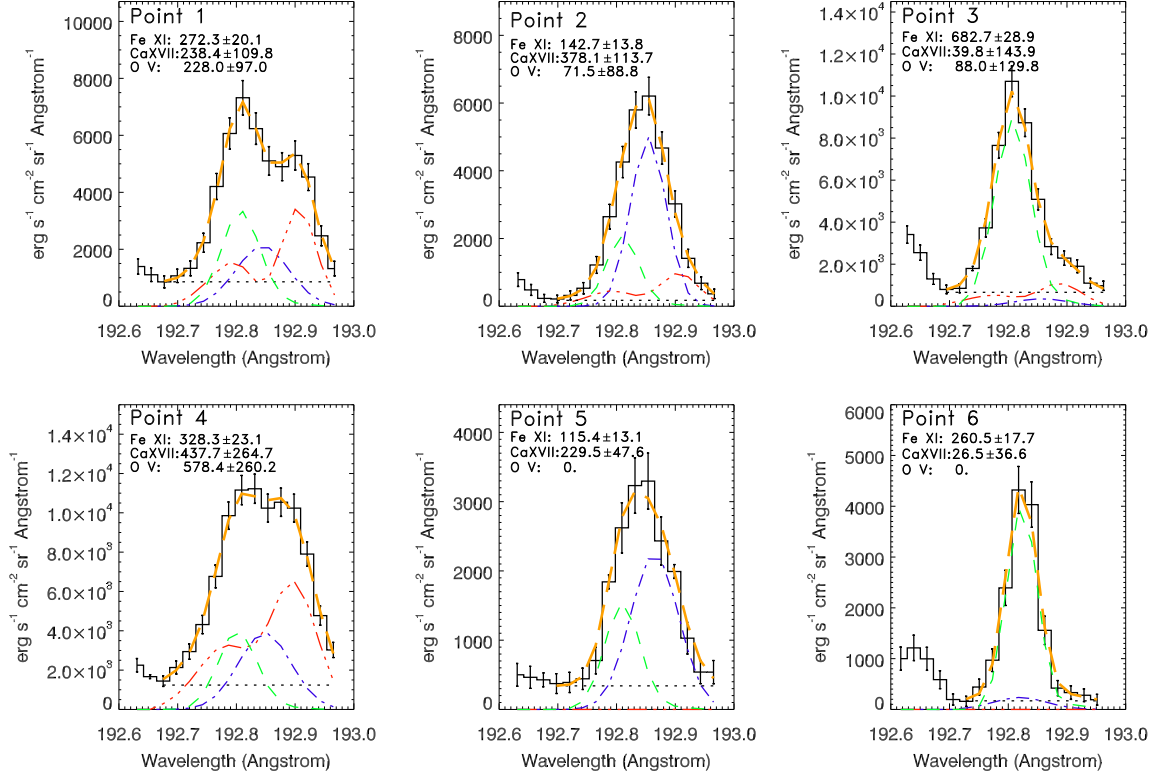 Point 1
Fe XI: 272.3±20.1
CaXVII:238.4±109.8
O V: 228.0±97.0
erg s⁻¹ cm⁻² sr⁻¹ Angstrom⁻¹
10000
8000
6000
4000
2000
0
192.6 192.7 192.8 192.9 193.0
Wavelength (Angstrom)
Point 2
Fe XI: 142.7±13.8
CaXVII:378.1±113.7
O V: 71.5±88.8
erg s⁻¹ cm⁻² sr⁻¹ Angstrom⁻¹
8000
6000
4000
2000
0
192.6 192.7 192.8 192.9 193.0
Wavelength (Angstrom)
Point 3
Fe XI: 682.7±28.9
CaXVII:39.8±143.9
O V: 88.0±129.8
erg s⁻¹ cm⁻² sr⁻¹ Angstrom⁻¹
1.4×10⁴
1.2×10⁴
1.0×10⁴
8.0×10³
6.0×10³
4.0×10³
2.0×10³
0
192.6 192.7 192.8 192.9 193.0
Wavelength (Angstrom)
Point 4
Fe XI: 328.3±23.1
CaXVII:437.7±264.7
O V: 578.4±260.2
erg s⁻¹ cm⁻² sr⁻¹ Angstrom⁻¹
1.4×10⁴
1.2×10⁴
1.0×10⁴
8.0×10³
6.0×10³
4.0×10³
2.0×10³
0
192.6 192.7 192.8 192.9 193.0
Wavelength (Angstrom)
Point 5
Fe XI: 115.4±13.1
CaXVII:229.5±47.6
O V: 0.
erg s⁻¹ cm⁻² sr⁻¹ Angstrom⁻¹
4000
3000
2000
1000
0
192.6 192.7 192.8 192.9 193.0
Wavelength (Angstrom)
Point 6
Fe XI: 260.5±17.7
CaXVII:26.5±36.6
O V: 0.
erg s⁻¹ cm⁻² sr⁻¹ Angstrom⁻¹
6000
5000
4000
3000
2000
1000
0
192.6 192.7 192.8 192.9 193.0
Wavelength (Angstrom)